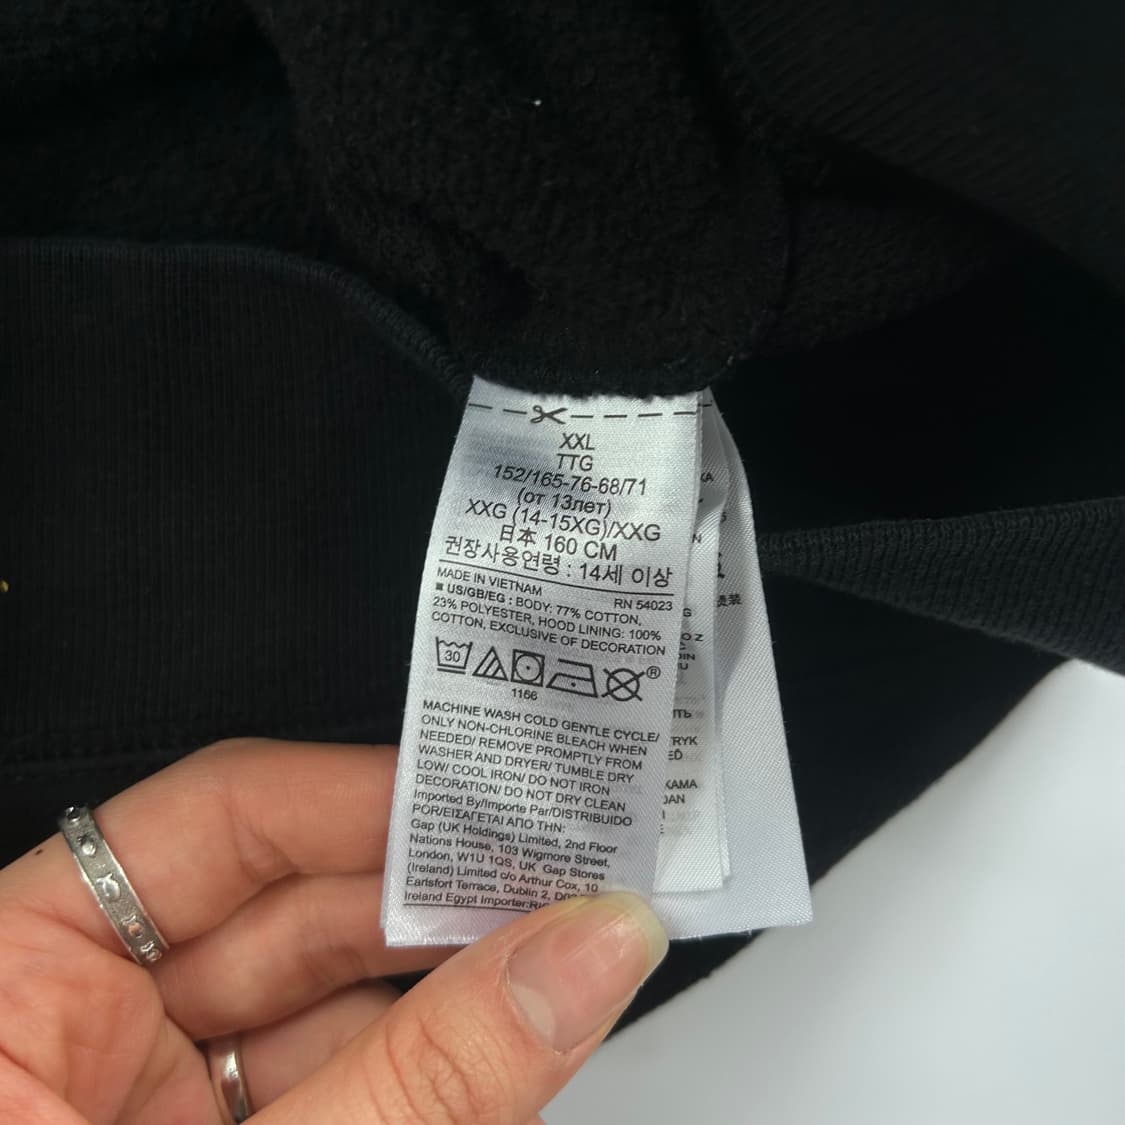 XXL
TTG
152/165-76-68/71
(от 13лет)
XXG (14-15XG)/XXG
日本 160 CM
권장사용연령 : 14세 이상
MADE IN VIETNAM
RN 54023
■ US/GB/EG : BODY: 77% COTTON,
23% POLYESTER, HOOD LINING: 100%
COTTON, EXCLUSIVE OF DECORATION
30
®
1166
MACHINE WASH COLD GENTLE CYCLE/
ONLY NON-CHLORINE BLEACH WHEN
NEEDED/ REMOVE PROMPTLY FROM
WASHER AND DRYER/ TUMBLE DRY
LOW/ COOL IRON/ DO NOT IRON
DECORATION/ DO NOT DRY CLEAN
Imported By/Importe Par/DISTRIBUIDO
POR/ΕΙΣΑΓΕΤΑΙ ΑΠΟ ΤΗΝ:
Gap (UK Holdings) Limited, 2nd Floor
Nations House, 103 Wigmore Street,
London, W1U 1QS, UK Gap Stores
(Ireland) Limited c/o Arthur Cox, 10
Earlsfort Terrace, Dublin 2,
Ireland Egypt Importer: